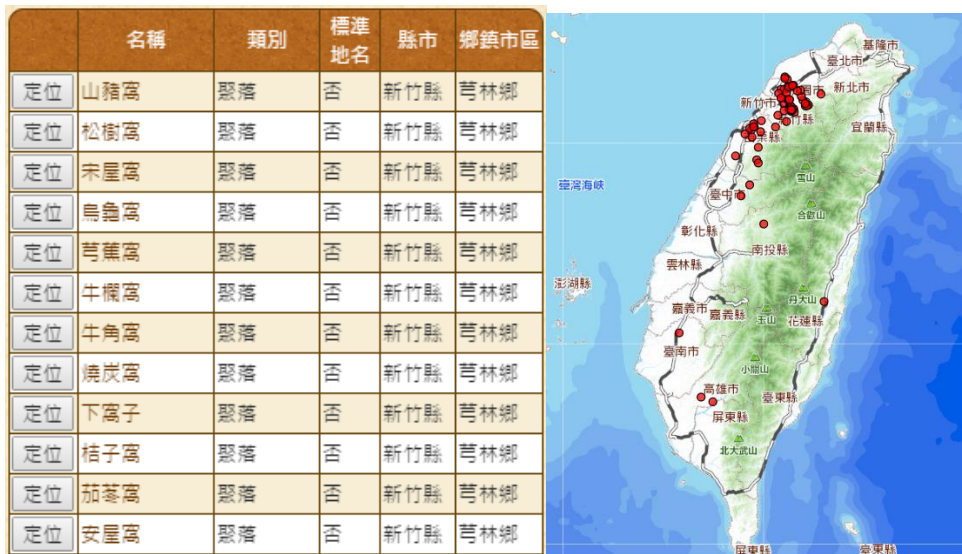 名稱 類別 標準地名 縣市 鄉鎮市區
定位 山豬窩 聚落 否 新竹縣 芎林鄉
定位 松樹窩 聚落 否 新竹縣 芎林鄉
定位 宋屋窩 聚落 否 新竹縣 芎林鄉
定位 烏龜窩 聚落 否 新竹縣 芎林鄉
定位 芎蕉窩 聚落 否 新竹縣 芎林鄉
定位 牛欄窩 聚落 否 新竹縣 芎林鄉
定位 牛角窩 聚落 否 新竹縣 芎林鄉
定位 燒炭窩 聚落 否 新竹縣 芎林鄉
定位 下窩子 聚落 否 新竹縣 芎林鄉
定位 桔子窩 聚落 否 新竹縣 芎林鄉
定位 茄苳窩 聚落 否 新竹縣 芎林鄉
定位 安屋窩 聚落 否 新竹縣 芎林鄉
基隆市
臺北市
新北市
新竹市
宜蘭縣
臺灣海峽
雪山
臺中市
合歡山
彰化縣
南投縣
雲林縣
澎湖縣
丹大山
嘉義市
嘉義縣
玉山
花蓮縣
臺南市
小關山
高雄市
臺東縣
屏東縣
北大武山
屏東縣
臺東縣